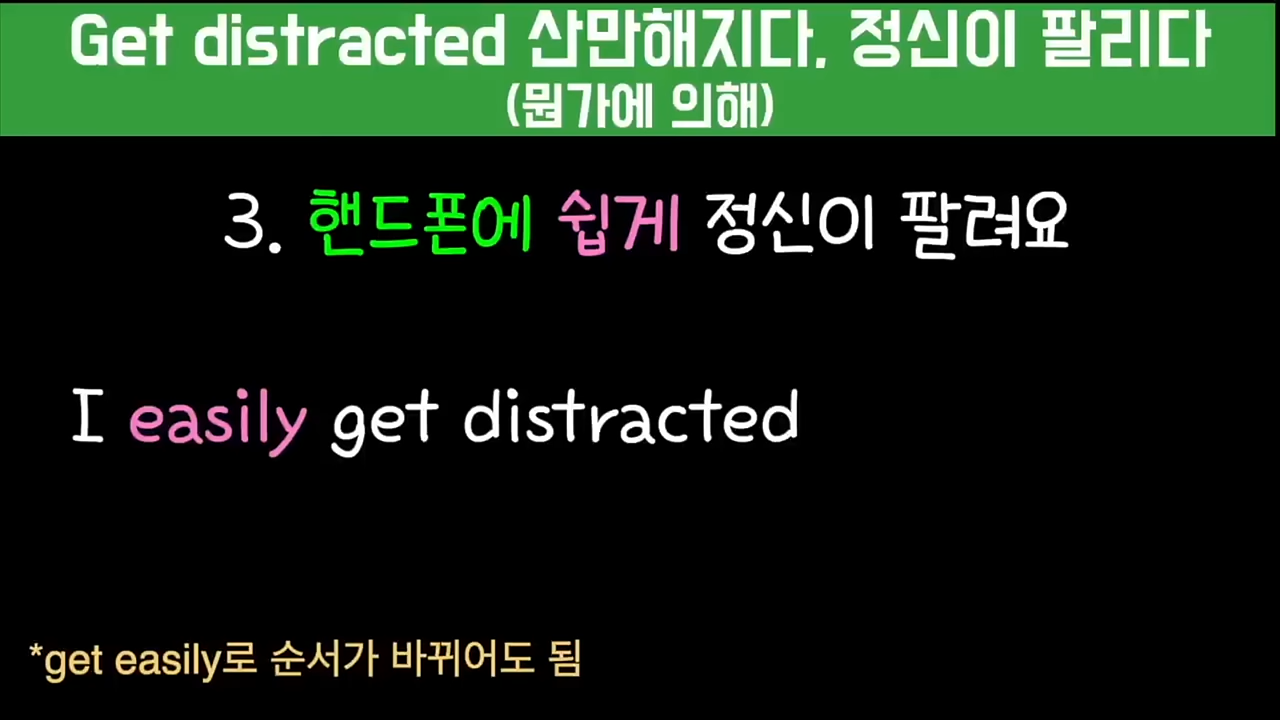 Get distracted 산만해지다, 정신이 팔리다
(뭔가에 의해)
3. 핸드폰에 쉽게 정신이 팔려요
I easily get distracted
*get easily로 순서가 바뀌어도 됨